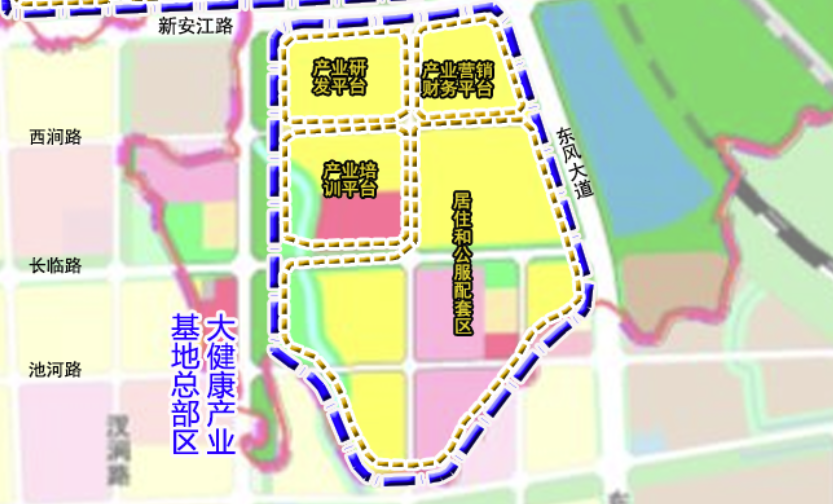 新安江路
产业研
发平台
产业营销
财务平台
西涧路
东风大道
产业培
训平台
居住和公服配套区
长临路
大健康产业
基地总部区
池河路
汊涧路
东